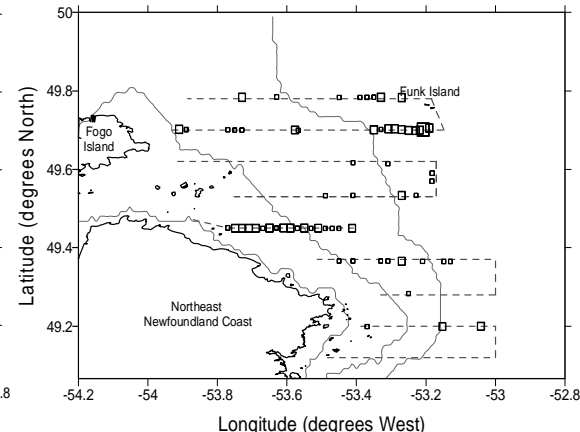 50
49.8
49.6
49.4
49.2
Latitude (degrees North)
Funk Island
Fogo
Island
Northeast
Newfoundland Coast
.8
-54.2 -54 -53.8 -53.6 -53.4 -53.2 -53 -52.8
Longitude (degrees West)